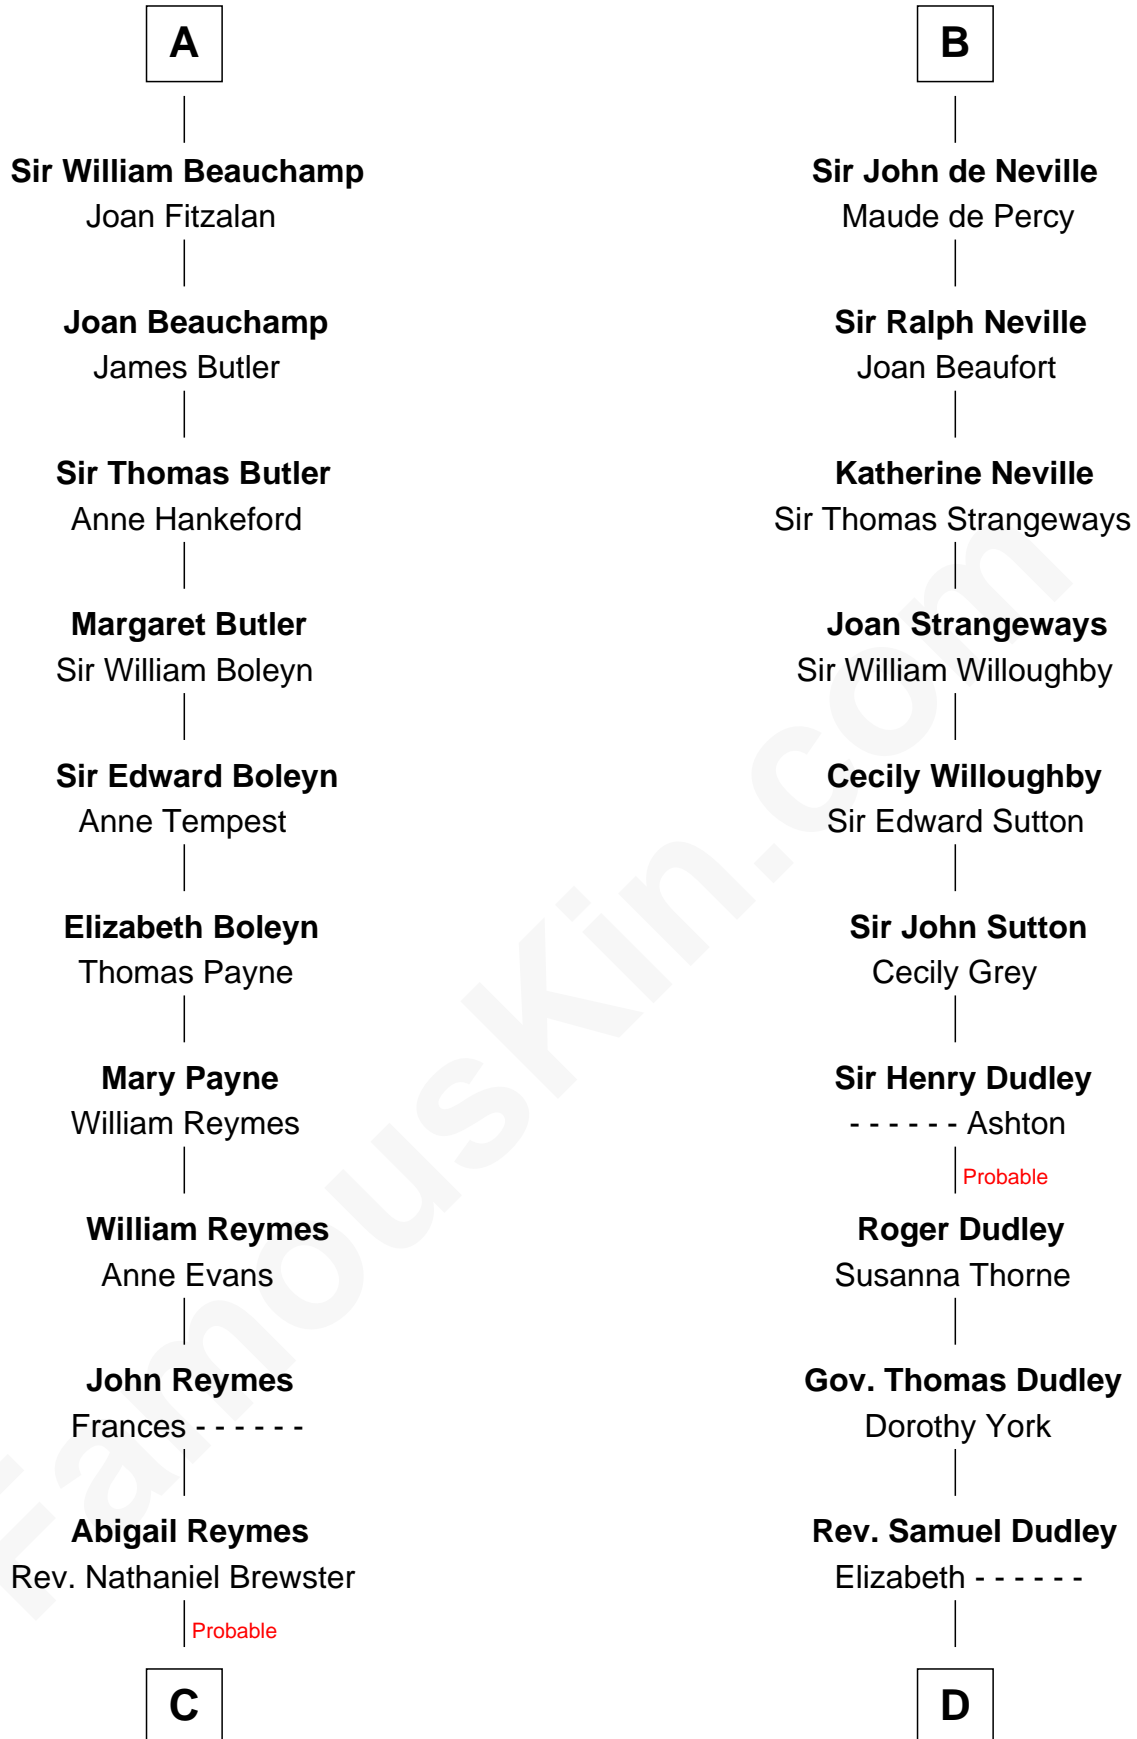 A
Sir William Beauchamp
Joan Fitzalan
Joan Beauchamp
James Butler
Sir Thomas Butler
Anne Hankeford
Margaret Butler
Sir William Boleyn
Sir Edward Boleyn
Anne Tempest
Elizabeth Boleyn
Thomas Payne
Mary Payne
William Reymes
William Reymes
Anne Evans
John Reymes
Frances - - - - - -
Abigail Reymes
Rev. Nathaniel Brewster
Probable
C
B
Sir John de Neville
Maude de Percy
Sir Ralph Neville
Joan Beaufort
Katherine Neville
Sir Thomas Strangeways
Joan Strangeways
Sir William Willoughby
Cecily Willoughby
Sir Edward Sutton
Sir John Sutton
Cecily Grey
Sir Henry Dudley
- - - - - - Ashton
Probable
Roger Dudley
Susanna Thorne
Gov. Thomas Dudley
Dorothy York
Rev. Samuel Dudley
Elizabeth - - - - - -
D
FamousKin.com